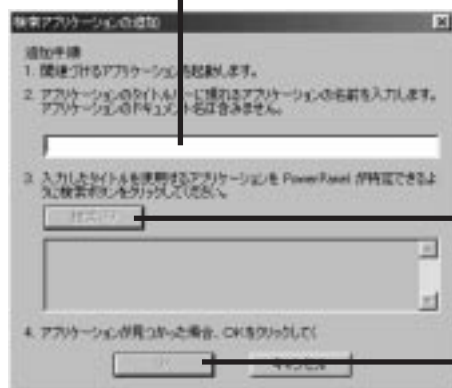 検索アプリケーションの追加
追加手順
1. 関連づけるアプリケーションを起動します。
2. アプリケーションのタイトルバーに現れるアプリケーションの名前を入力します。
アプリケーションのドキュメント名は含みません。
3. 入力したタイトルを使用するアプリケーションを PowerPanel が特定できるよ
うに検索ボタンをクリックしてください。
4. アプリケーションが見つかった場合、OKをクリックして
キャンセル